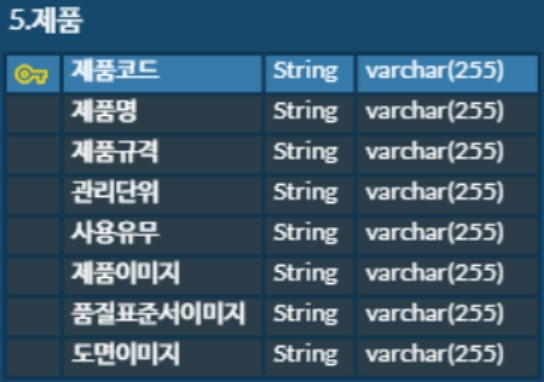 5.제품
제품코드 String varchar(255)
제품명 String varchar(255)
제품규격 String varchar(255)
관리단위 String varchar(255)
사용유무 String varchar(255)
제품이미지 String varchar(255)
품질표준서이미지 String varchar(255)
도면이미지 String varchar(255)